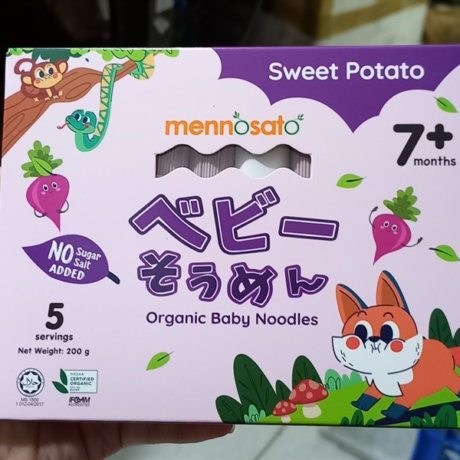 Sweet Potato
mennosato
7+
months
ベビー
そうめん
Organic Baby Noodles
NO Sugar
Salt
ADDED
5
servings
Net Weight: 200 g
CERTIFIED
ORGANIC